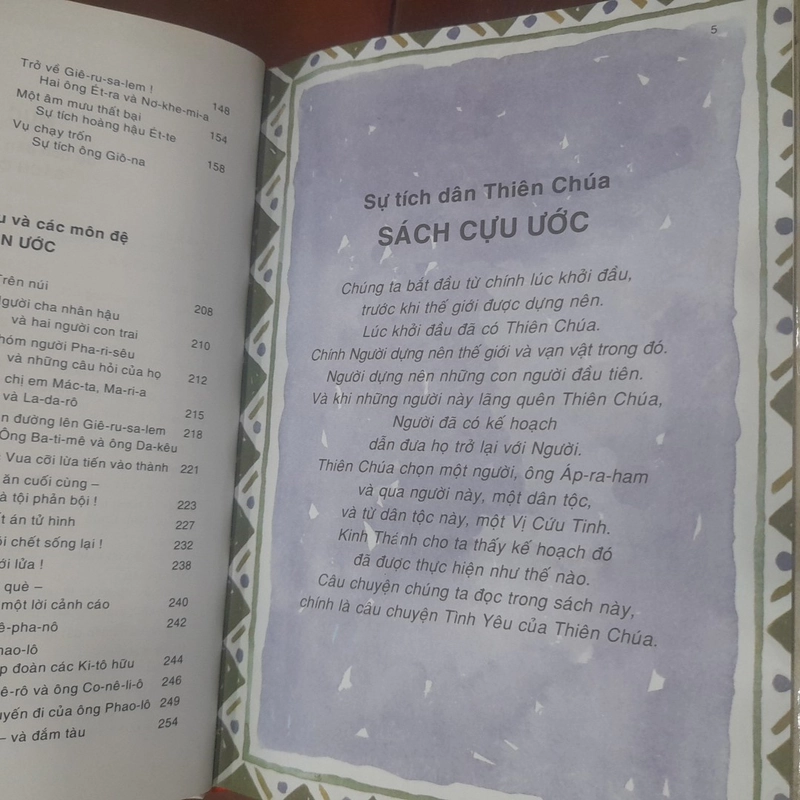 Trở về Giê-ru-sa-lem !
Hai ông Ét-ra và Nơ-khe-mi-a 148
Một âm mưu thất bại
Sự tích hoàng hậu Ét-te 154
Vụ chạy trốn
Sự tích ông Giô-na 158
và các môn đệ
ƯỚC
Trên núi
Người cha nhân hậu 208
và hai người con trai
người Pha-ri-sêu 210
và những câu hỏi của họ 212
chị em Mác-ta, Ma-ri-a
và La-da-rô 215
đường lên Giê-ru-sa-lem 218
Ông Ba-ti-mê và ông Da-kêu
Vua cỡi lừa tiến vào thành 221
ăn cuối cùng –
tội phản bội ! 223
án tử hình 227
chết sống lại ! 232
lửa ! 238
què –
một lời cảnh cáo 240
242
đoàn các Ki-tô hữu 244
và ông Co-nê-li-ô 246
đi của ông Phao-lô 249
– và đắm tàu 254
5
Sự tích dân Thiên Chúa
SÁCH CỰU ƯỚC
Chúng ta bắt đầu từ chính lúc khởi đầu,
trước khi thế giới được dựng nên.
Lúc khởi đầu đã có Thiên Chúa.
Chính Người dựng nên thế giới và vạn vật trong đó.
Người dựng nên những con người đầu tiên.
Và khi những người này lãng quên Thiên Chúa,
Người đã có kế hoạch
dẫn đưa họ trở lại với Người.
Thiên Chúa chọn một người, ông Áp-ra-ham
và qua người này, một dân tộc,
và từ dân tộc này, một Vị Cứu Tinh.
Kinh Thánh cho ta thấy kế hoạch đó
đã được thực hiện như thế nào.
Câu chuyện chúng ta đọc trong sách này,
chính là câu chuyện Tình Yêu của Thiên Chúa.